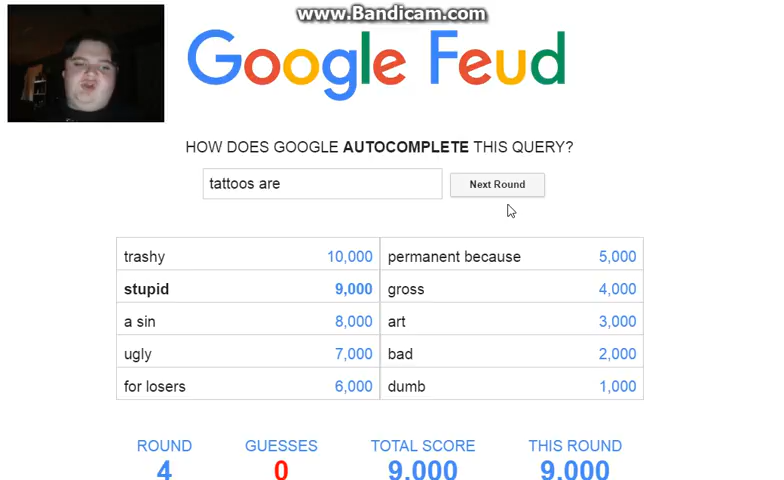 www.Bandicam.com
Google Feud
HOW DOES GOOGLE AUTOCOMPLETE THIS QUERY?
tattoos are Next Round
trashy 10,000 permanent because 5,000
stupid 9,000 gross 4,000
a sin 8,000 art 3,000
ugly 7,000 bad 2,000
for losers 6,000 dumb 1,000
ROUND GUESSES TOTAL SCORE THIS ROUND
4 0 9,000 9,000